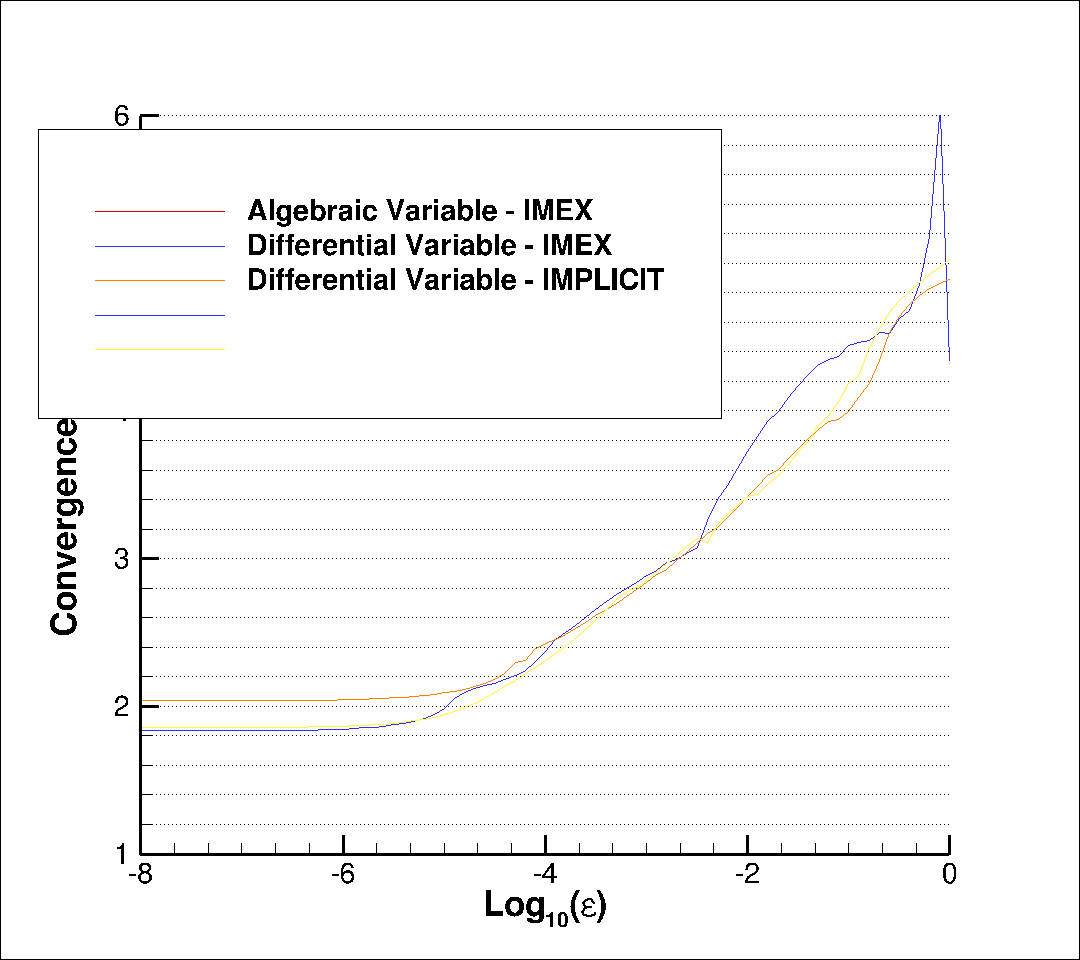 6
Algebraic Variable - IMEX
Differential Variable - IMEX
Differential Variable - IMPLICIT
Convergence
3
2
1
-8 -6 -4 -2 0
Log10(ε)